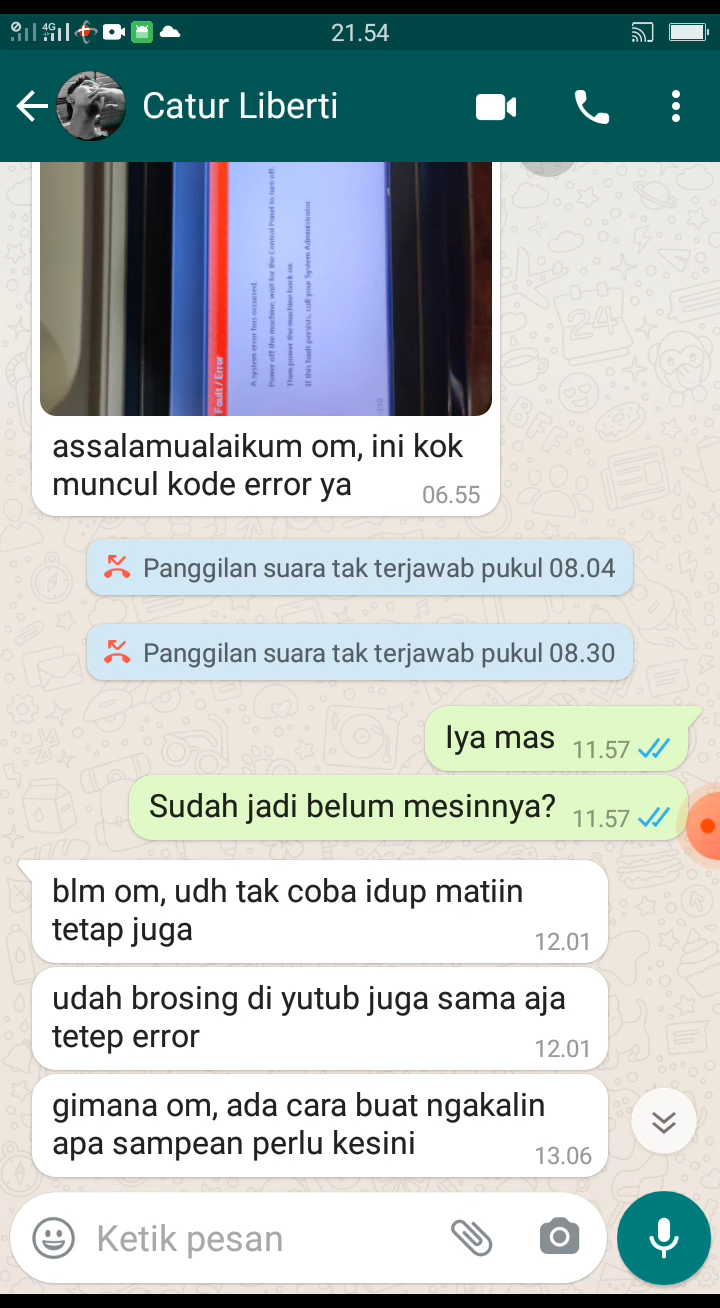 4G
21.54
Catur Liberti
Fault / Error
A system error has occurred.
Power off the machine, wait for the Control Panel to turn off.
Then power the machine back on.
If this fault persists, call your System Administrator.
assalamualaikum om, ini kok
muncul kode error ya
06.55
Panggilan suara tak terjawab pukul 08.04
Panggilan suara tak terjawab pukul 08.30
Iya mas 11.57
Sudah jadi belum mesinnya? 11.57
blm om, udh tak coba idup matiin
tetap juga
12.01
udah brosing di yutub juga sama aja
tetep error
12.01
gimana om, ada cara buat ngakalin
apa sampean perlu kesini
13.06
Ketik pesan